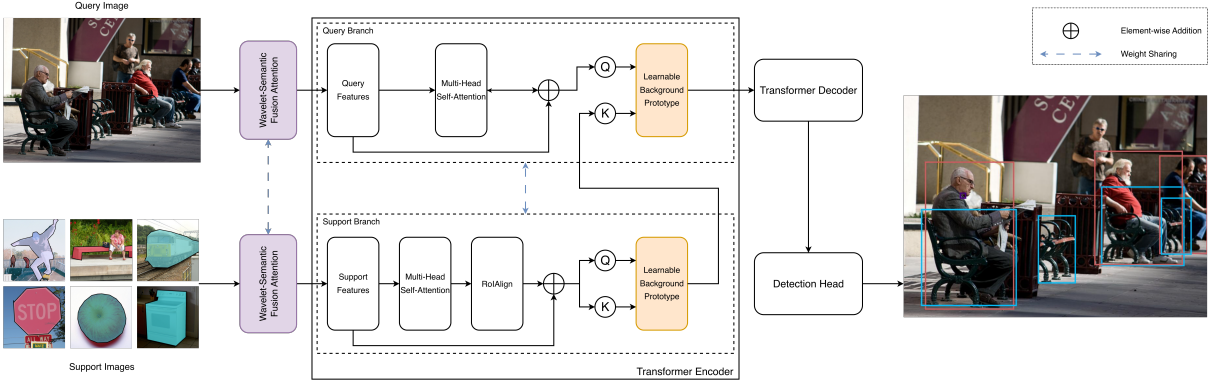 Query Image
Element-wise Addition
Weight Sharing
Query Branch
Wavelet-Semantic
Fusion Attention
Query
Features
Multi-Head
Self-Attention
Q
K
Learnable
Background
Prototype
Transformer Decoder
Support Branch
Wavelet-Semantic
Fusion Attention
Support
Features
Multi-Head
Self-Attention
RoIAlign
Q
K
Learnable
Background
Prototype
Detection Head
STOP
ALL WAY
Support Images
Transformer Encoder